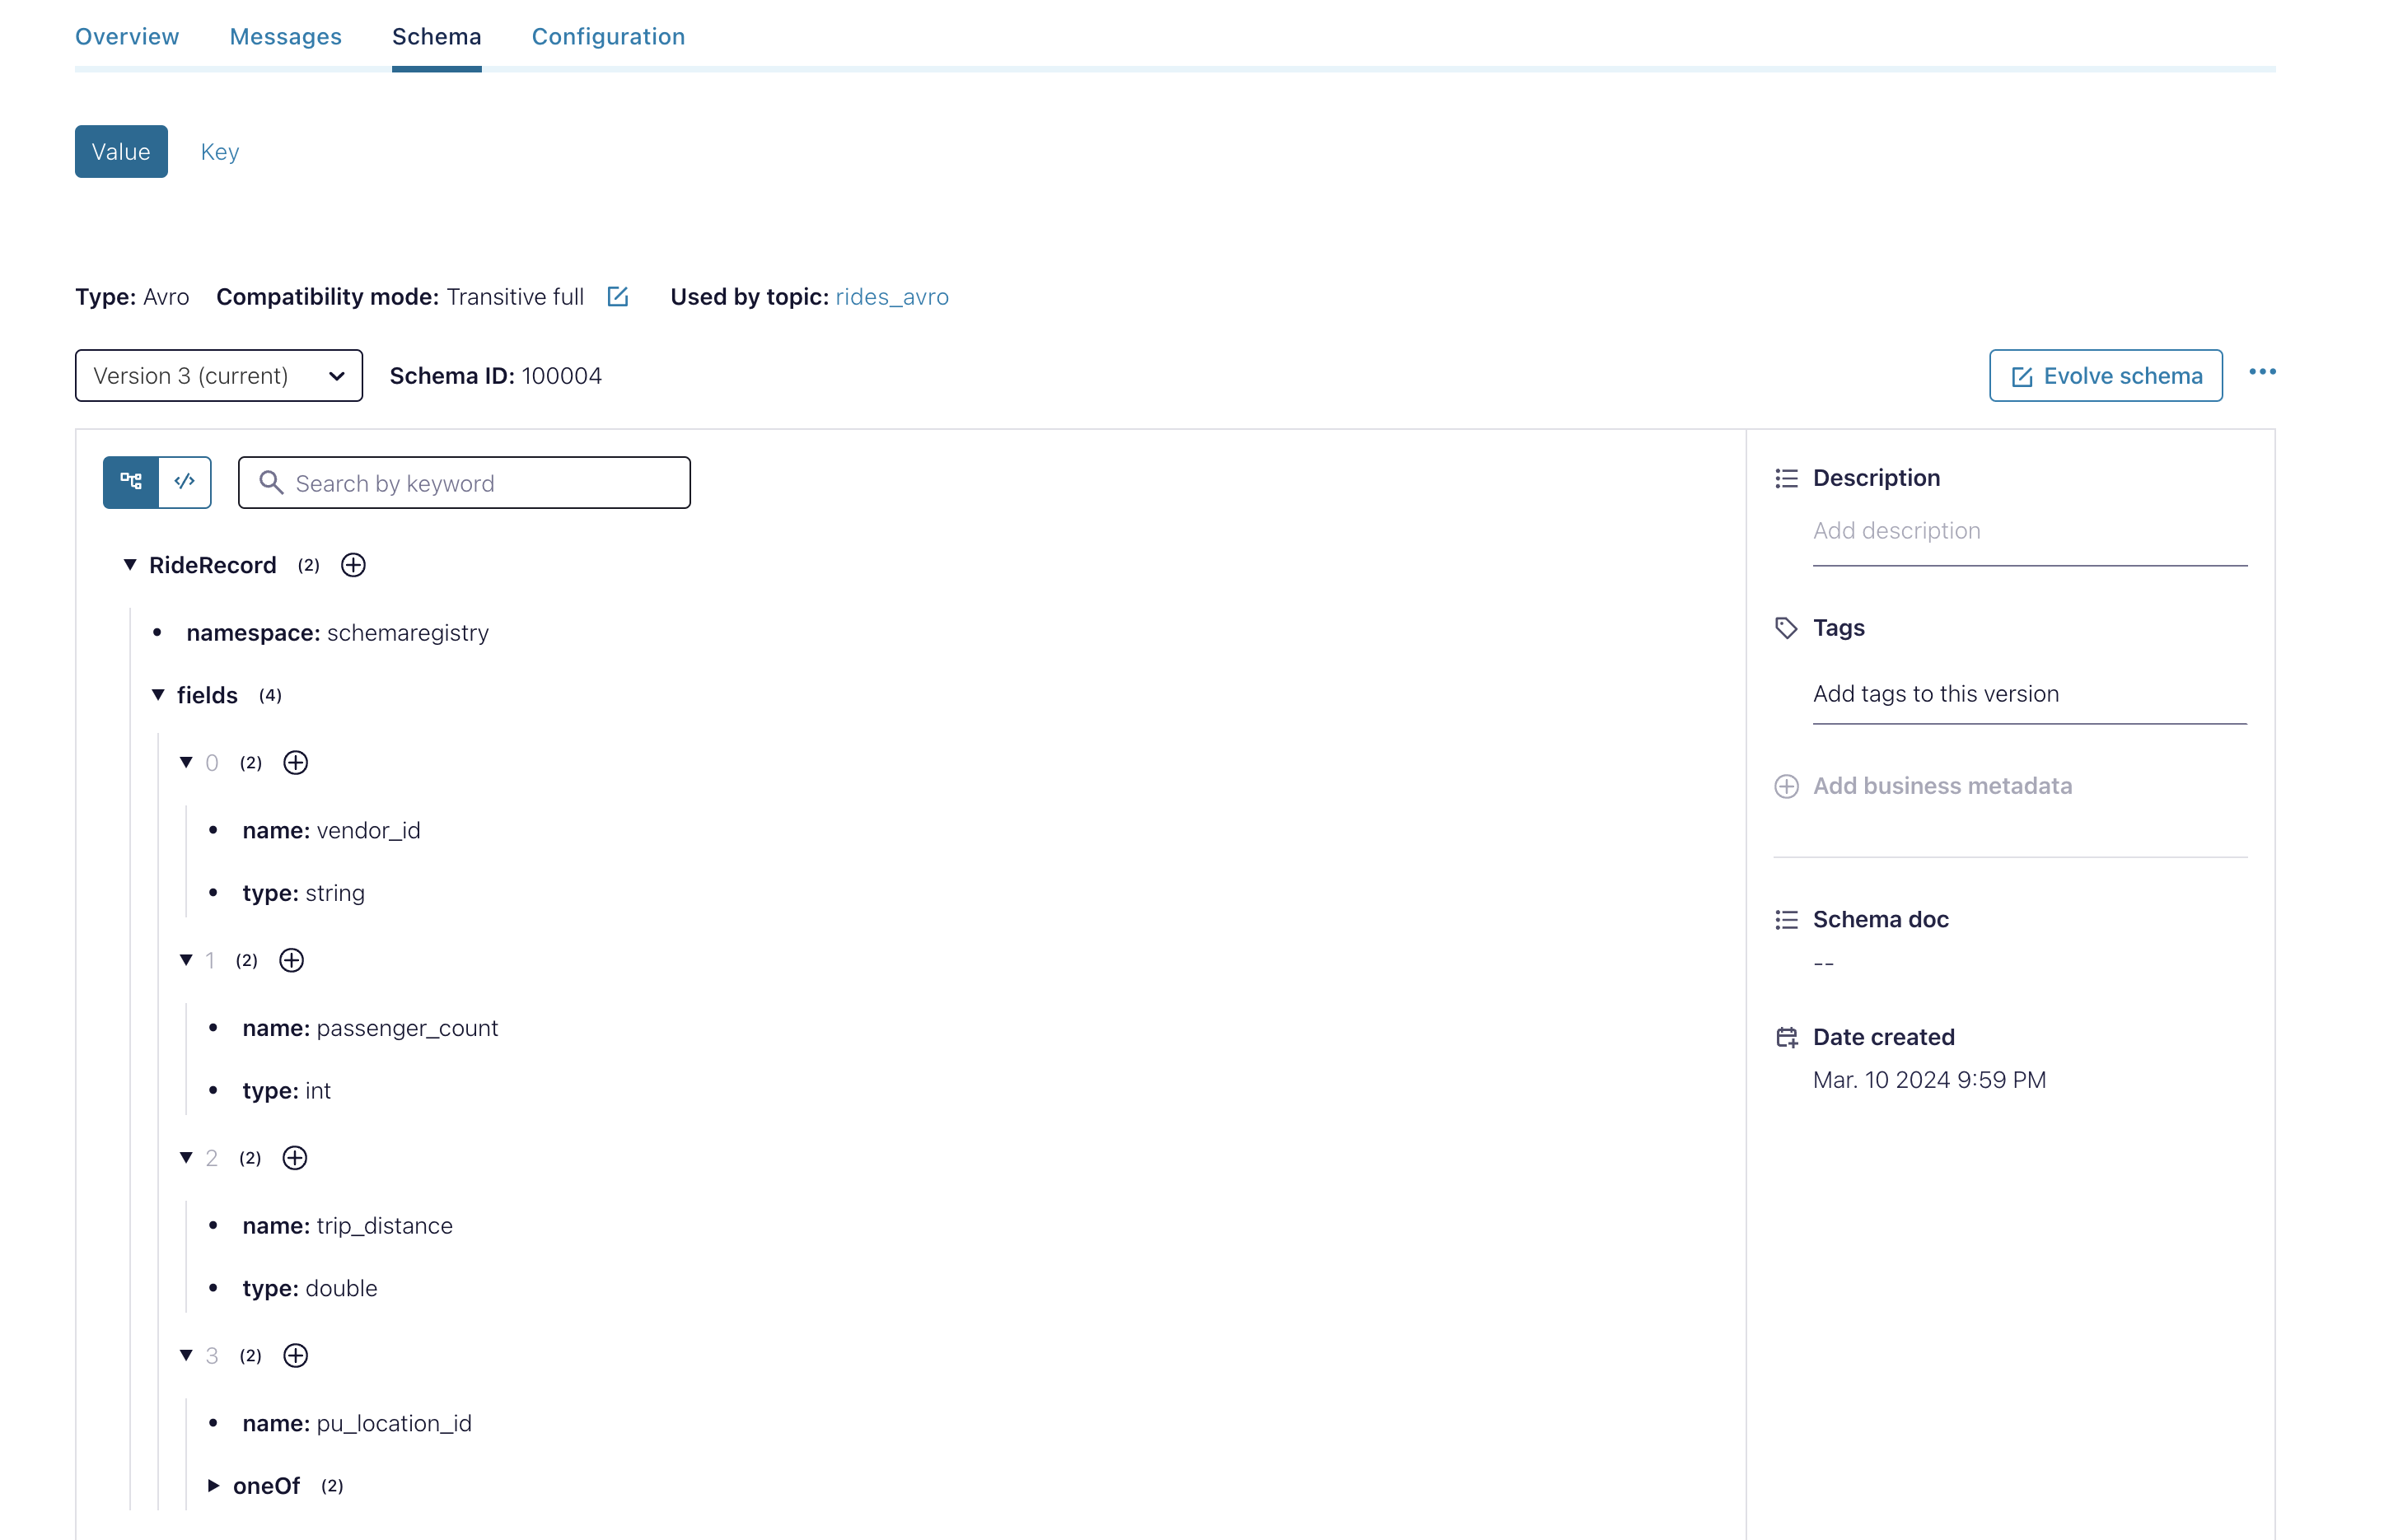 Overview Messages Schema Configuration
Value Key
Type: Avro Compatibility mode: Transitive full Used by topic: rides_avro
Version 3 (current) Schema ID: 100004 Evolve schema
</> Search by keyword
RideRecord (2)
namespace: schemaregistry
fields (4)
0 (2)
name: vendor_id
type: string
1 (2)
name: passenger_count
type: int
2 (2)
name: trip_distance
type: double
3 (2)
name: pu_location_id
oneOf (2)
Description
Add description
Tags
Add tags to this version
Add business metadata
Schema doc
--
Date created
Mar. 10 2024 9:59 PM